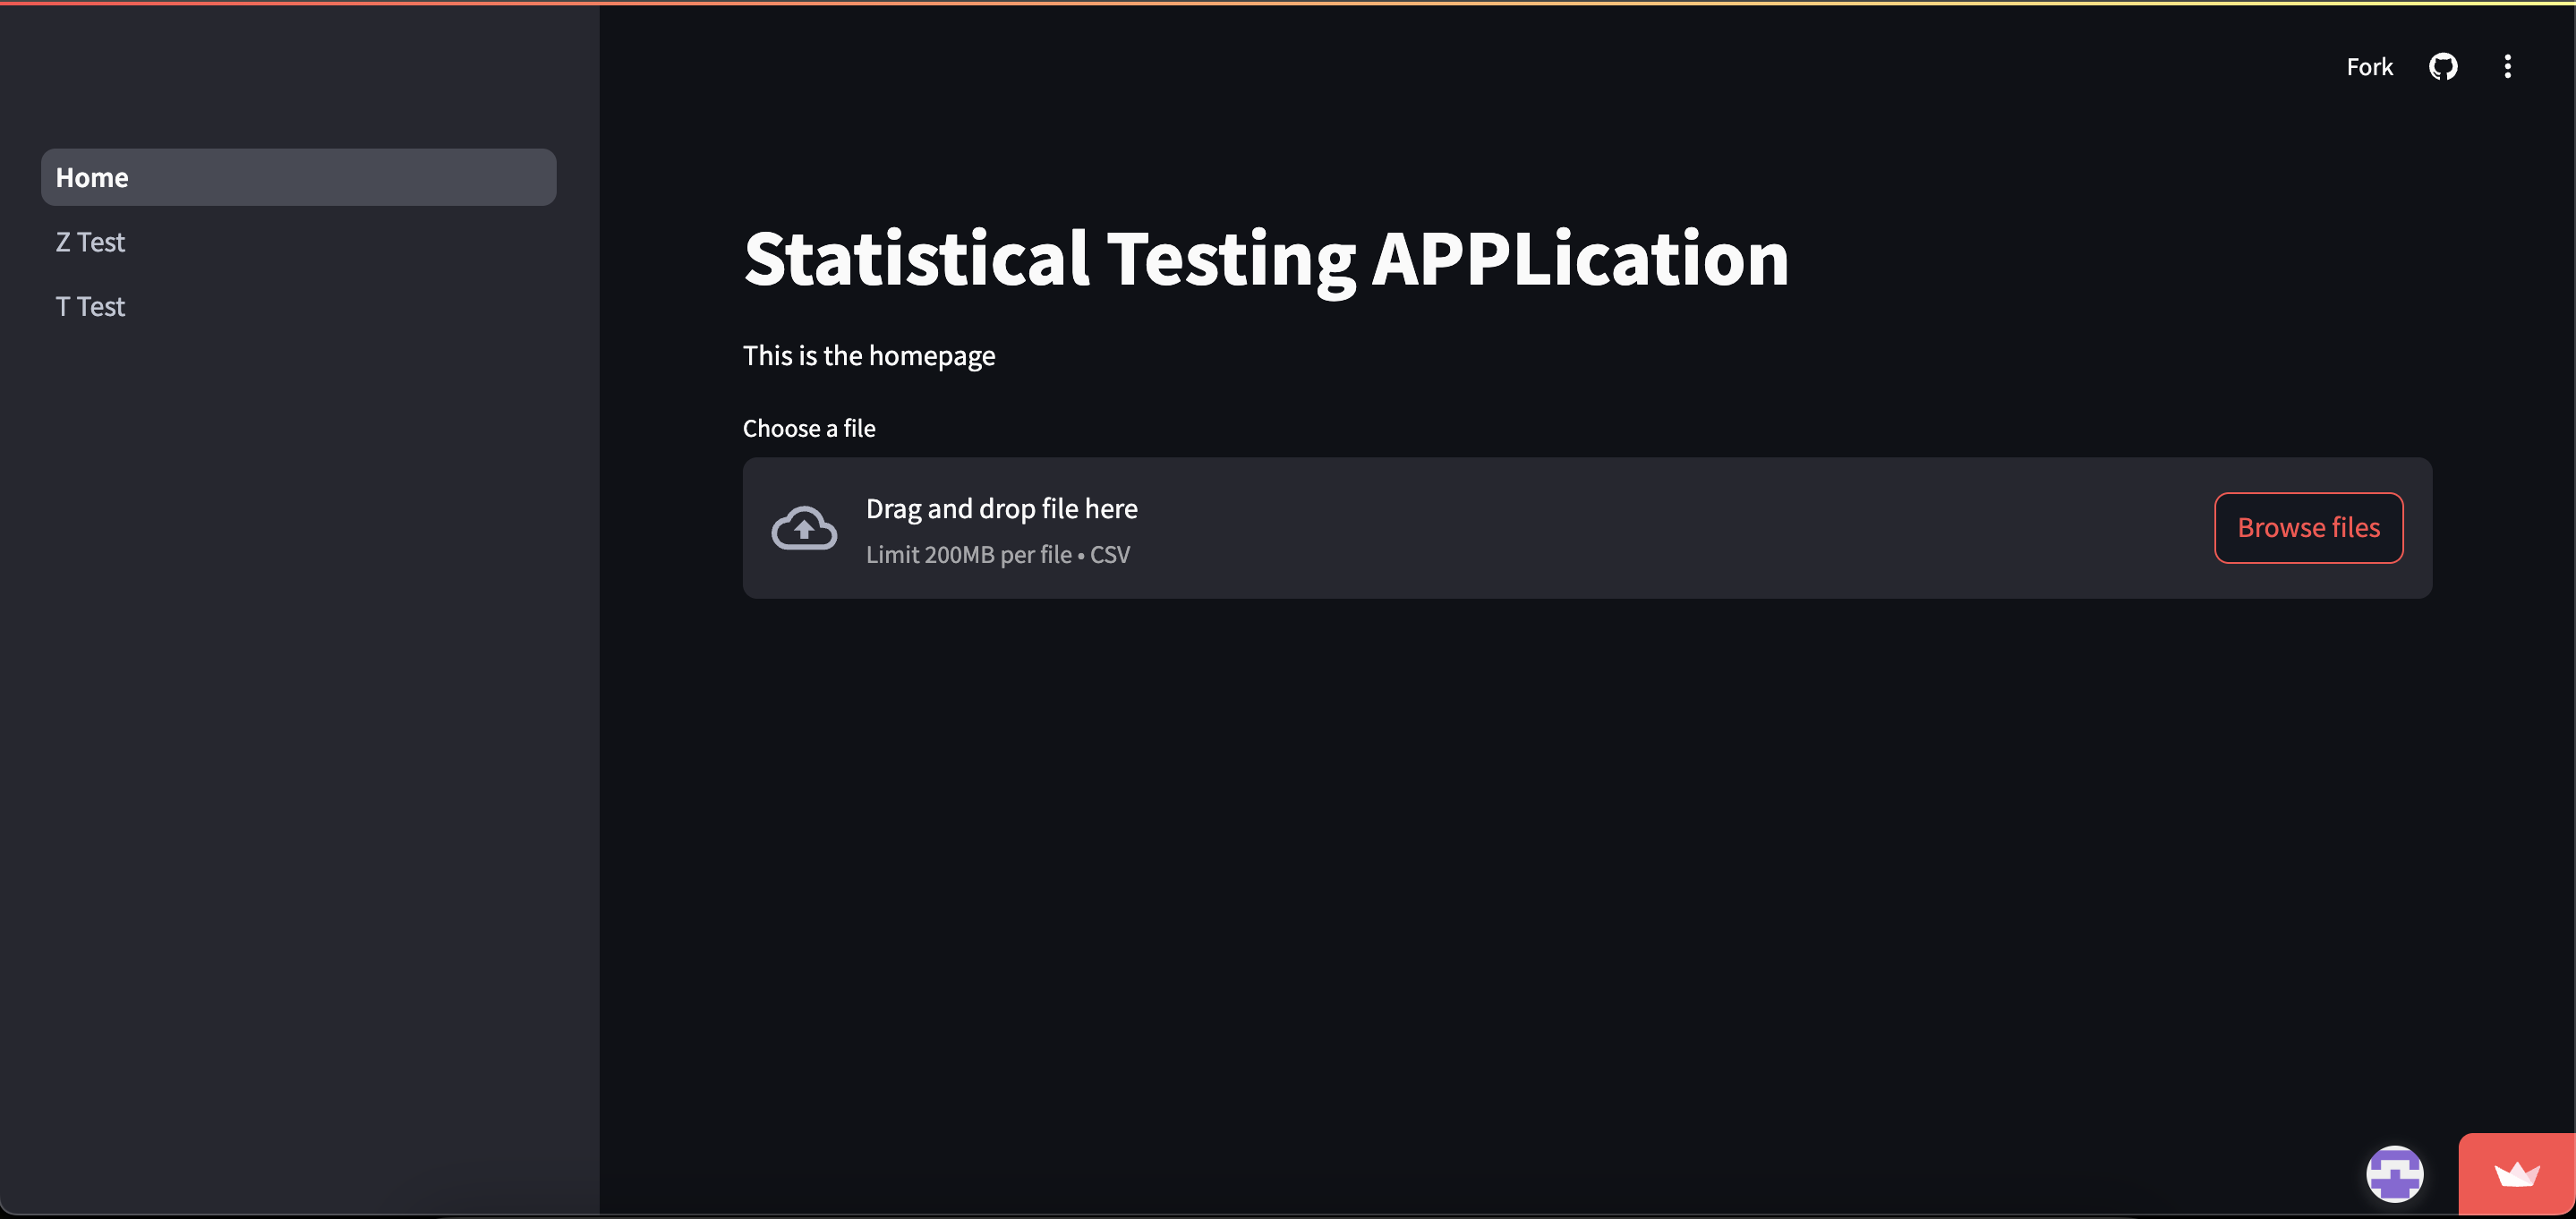 Fork
Home
Z Test
T Test
Statistical Testing APPLication
This is the homepage
Choose a file
Drag and drop file here
Limit 200MB per file • CSV
Browse files